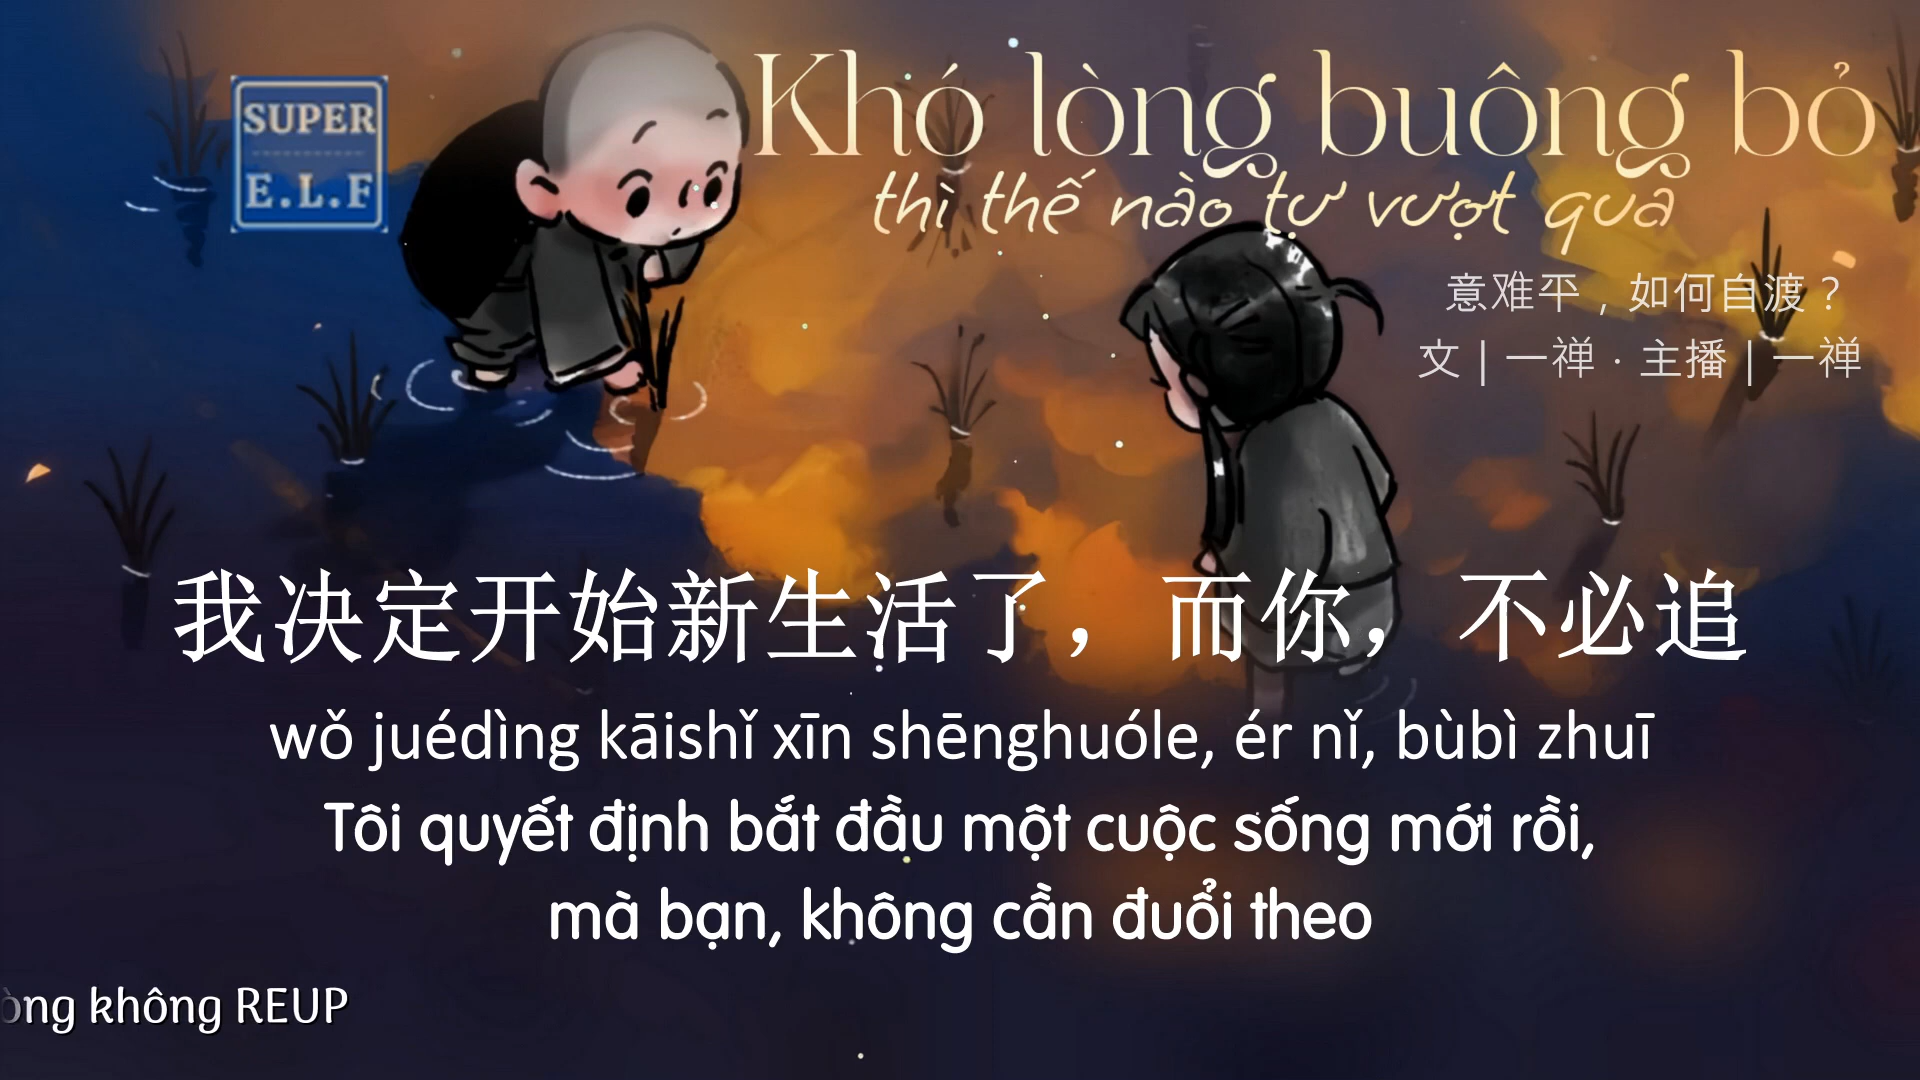 SUPER
E.L.F
Khó lòng buông bỏ
thì thế nào tự vượt quả
意难平，如何自渡？
文 | 一禅 · 主播 | 一禅
我决定开始新生活了，而你，不必追
wǒ juédìng kāishǐ xīn shēnghuóle, ér nǐ, bùbì zhuī
Tôi quyết định bắt đầu một cuộc sống mới rồi,
mà bạn, không cần đuổi theo
không REUP